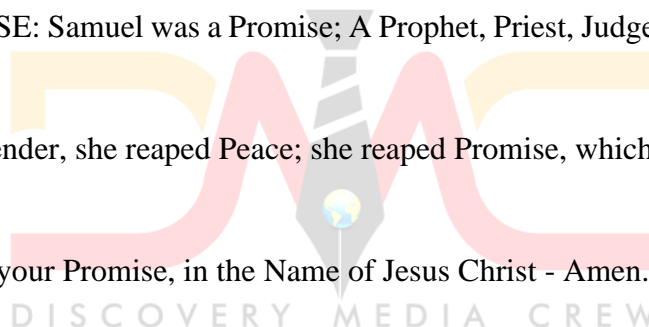 SE: Samuel was a Promise; A Prophet, Priest, Judge
ender, she reaped Peace; she reaped Promise, which
your Promise, in the Name of Jesus Christ - Amen.
DISCOVERY MEDIA CREW